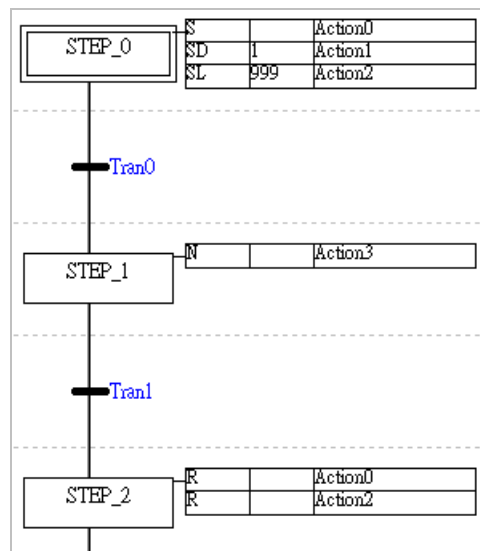 STEP_0
S Action0
SD 1 Action1
SL 999 Action2
Tran0
STEP_1
N Action3
Tran1
STEP_2
R Action0
R Action2